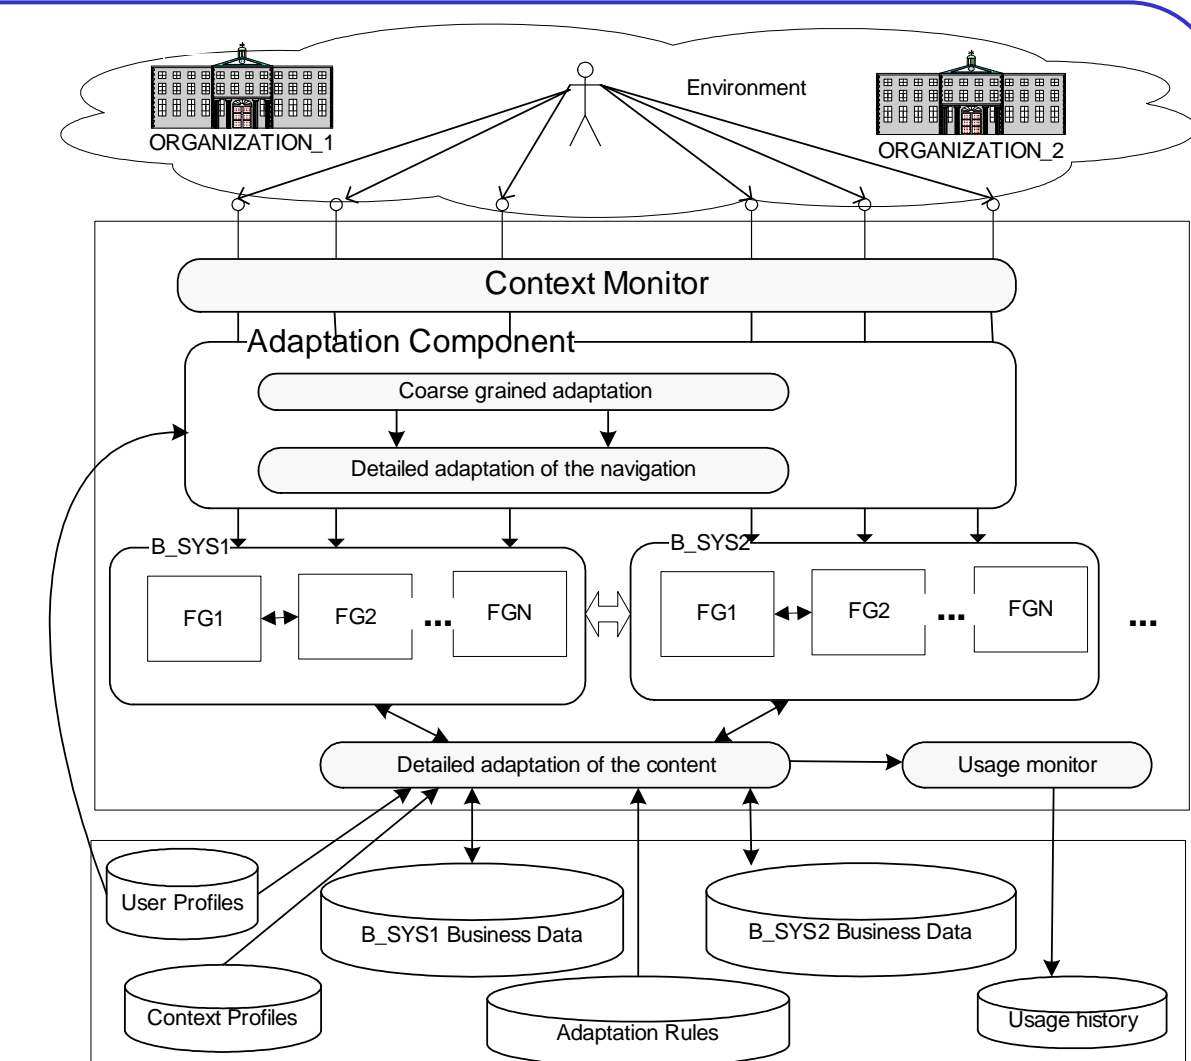 Environment
ORGANIZATION_1
ORGANIZATION_2
Context Monitor
Adaptation Component
Coarse grained adaptation
Detailed adaptation of the navigation
B_SYS1
B_SYS2
FG1
FG2
...
FGN
FG1
FG2
...
FGN
...
Detailed adaptation of the content
Usage monitor
User Profiles
B_SYS1 Business Data
B_SYS2 Business Data
Context Profiles
Adaptation Rules
Usage history